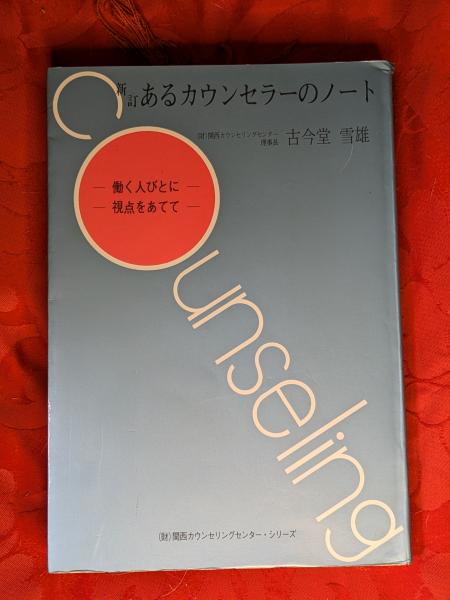 新訂 あるカウンセラーのノート
(財)関西カウンセリングセンター
理事長 古今堂 雪雄
― 働く人びとに ―
― 視点をあてて ―
Counseling
(財)関西カウンセリングセンター・シリーズ